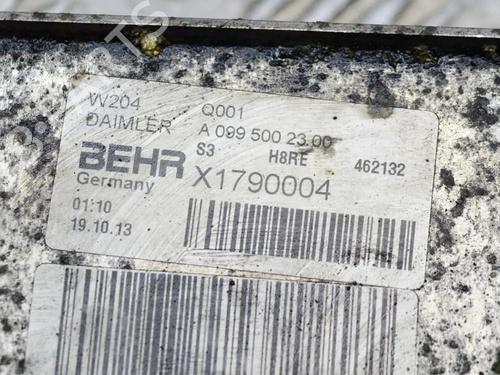 W204 Q001
DAIMLER A 099 500 23 00
S3 H8RE 462132
BEHR X1790004
Germany
01:10
19.10.13